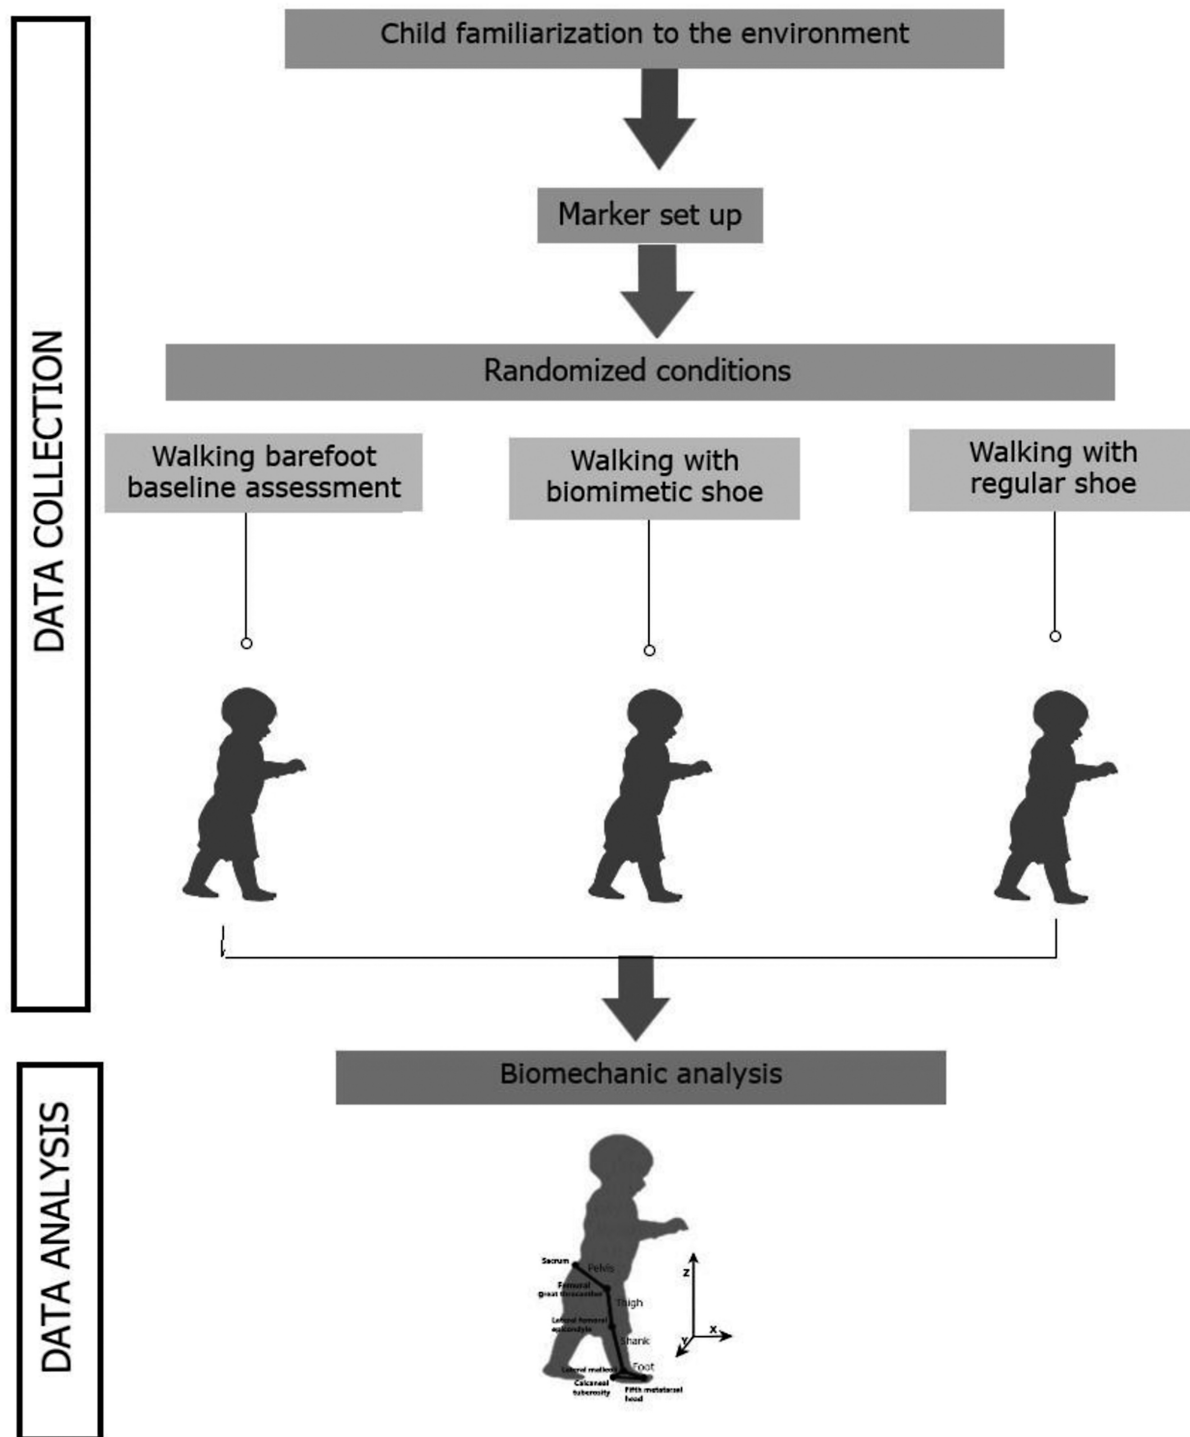 DATA COLLECTION
Child familiarization to the environment
Marker set up
Randomized conditions
Walking barefoot
baseline assessment
Walking with
biomimetic shoe
Walking with
regular shoe
DATA ANALYSIS
Biomechanic analysis
Sacrum
Pelvis
Femoral
Great
Thigh
Lateral femoral
epicondyle
Shank
Lateral
Foot
Calcaneal
tuberosity
Fifth metatarsal
head
Z
X
Y